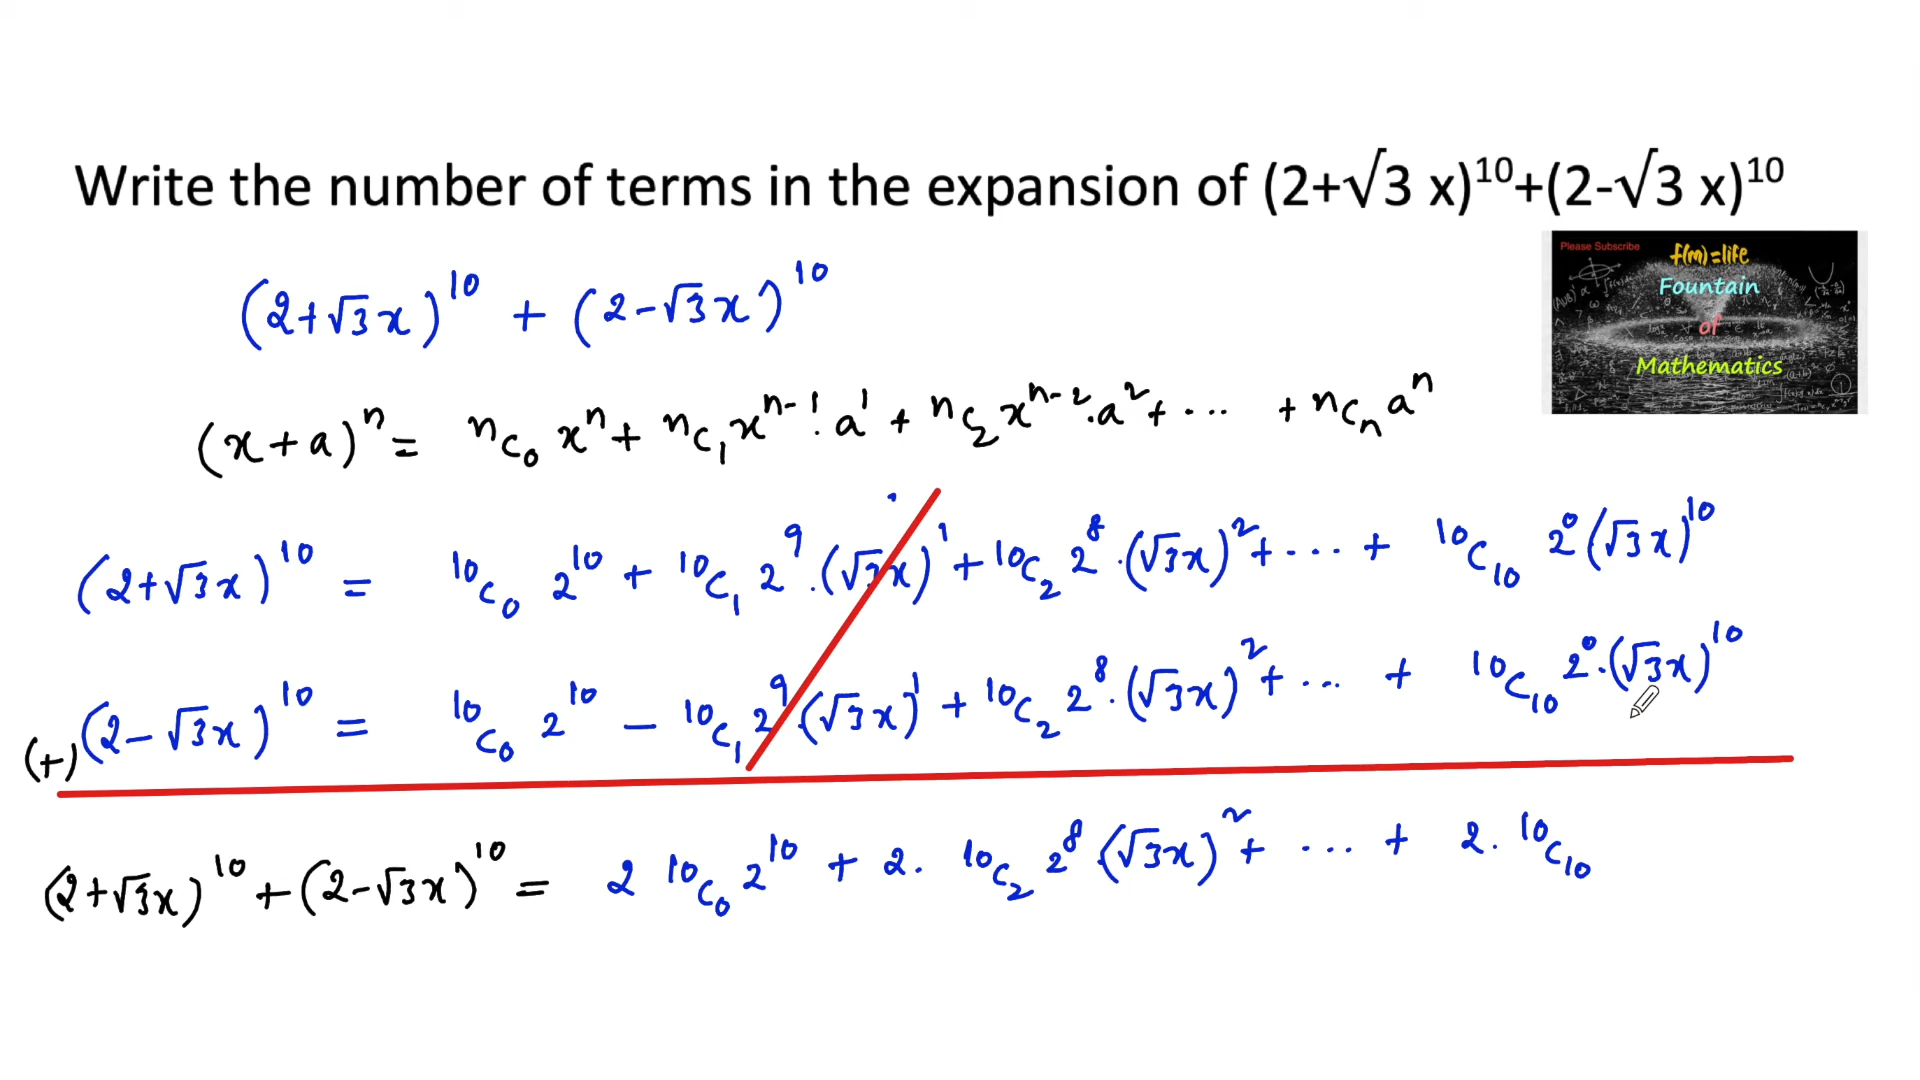 Write the number of terms in the expansion of (2+√3 x)¹⁰+(2-√3 x)¹⁰
Please Subscribe
f(m)=life
Fountain
of
Mathematics
(2+√3x)¹⁰ + (2-√3x)¹⁰
(x+a)ⁿ = ⁿC₀ xⁿ + ⁿC₁ xⁿ⁻¹. a¹ + ⁿC₂ xⁿ⁻².a² + ... + ⁿCₙ aⁿ
(2+√3x)¹⁰ = ¹⁰C₀ 2¹⁰ + ¹⁰C₁ 2⁹.(√3x)¹ + ¹⁰C₂ 2⁸.(√3x)² + ... + ¹⁰C₁₀ 2⁰(√3x)¹⁰
(+) (2-√3x)¹⁰ = ¹⁰C₀ 2¹⁰ - ¹⁰C₁ 2⁹.(√3x)¹ + ¹⁰C₂ 2⁸.(√3x)² + ... + ¹⁰C₁₀ 2⁰.(√3x)¹⁰
(2+√3x)¹⁰ + (2-√3x)¹⁰ = 2 ¹⁰C₀ 2¹⁰ + 2. ¹⁰C₂ 2⁸.(√3x)² + ... + 2. ¹⁰C₁₀